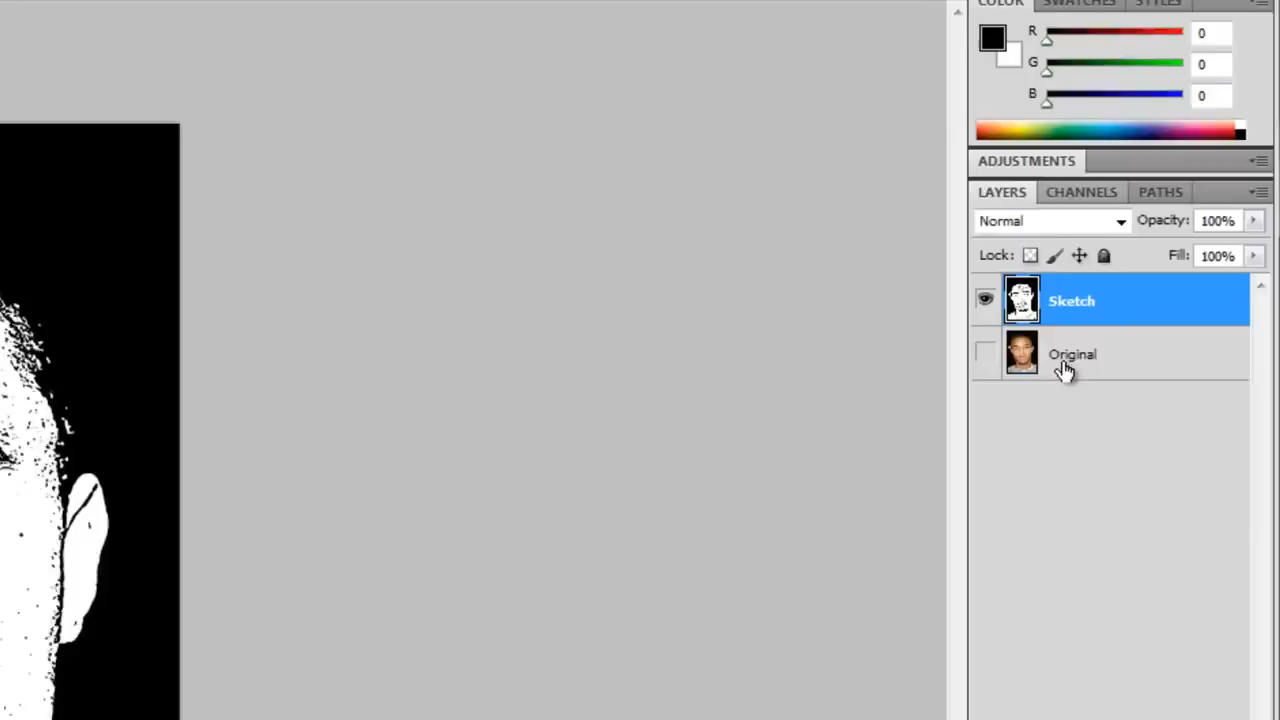 COLOR SWATCHES STYLES
R 0
G 0
B 0
ADJUSTMENTS
LAYERS CHANNELS PATHS
Normal Opacity: 100%
Lock: Fill: 100%
Sketch
Original